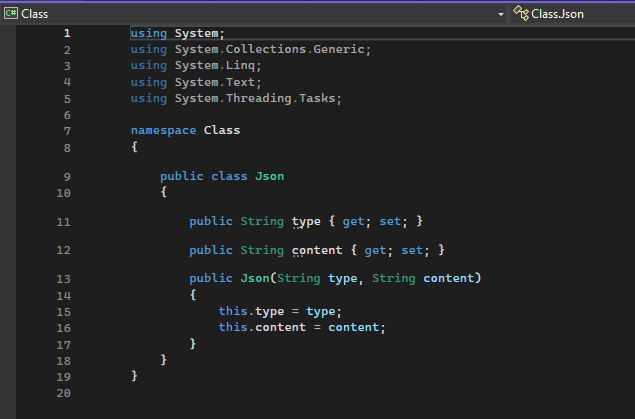 C# Class
Class.Json
1 using System;
2 using System.Collections.Generic;
3 using System.Linq;
4 using System.Text;
5 using System.Threading.Tasks;
6
7 namespace Class
8 {
9 public class Json
10 {
11 public String type { get; set; }
12 public String content { get; set; }
13 public Json(String type, String content)
14 {
15 this.type = type;
16 this.content = content;
17 }
18 }
19 }
20